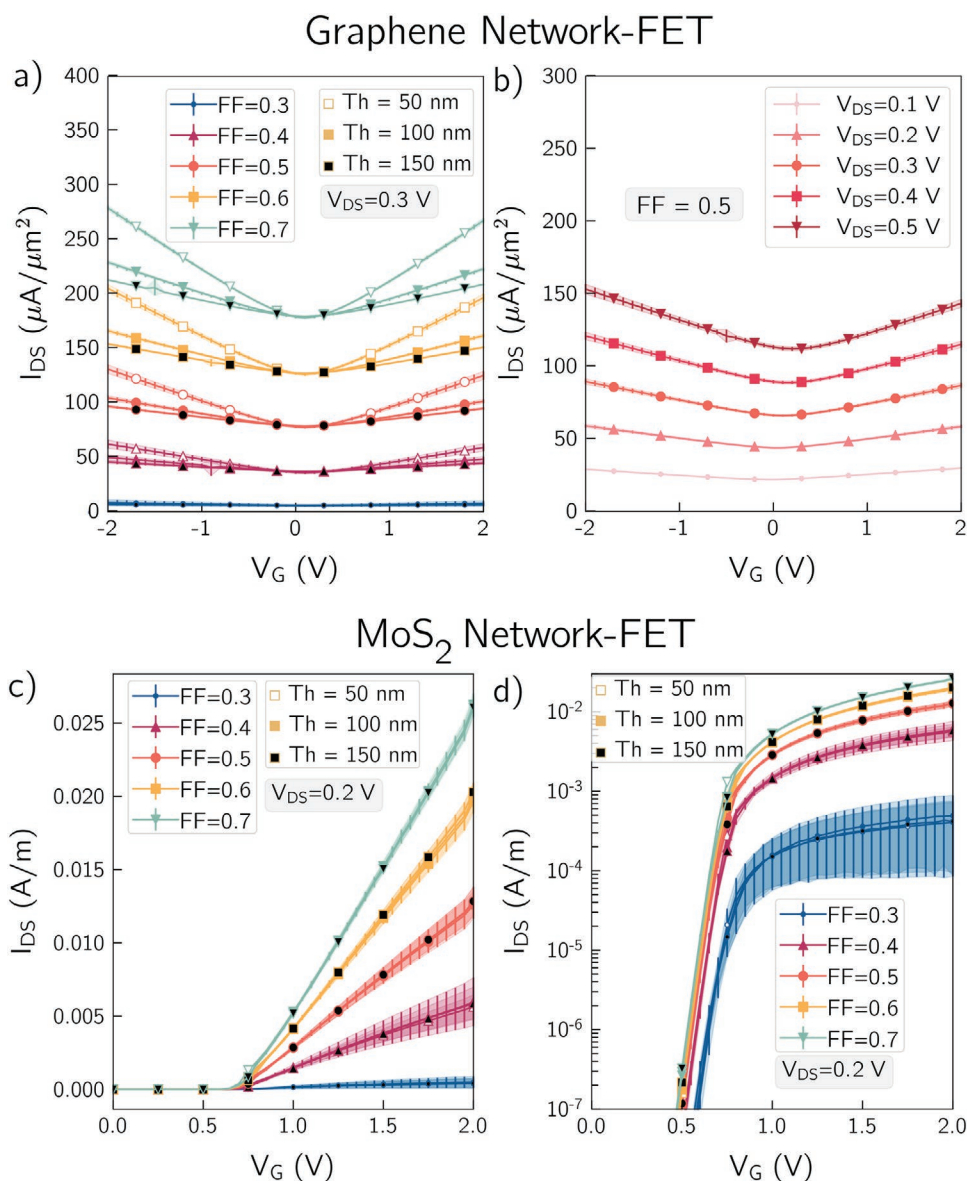 Graphene Network-FET
a)
400
350
300
250
200
150
100
50
0
I_DS (μA/μm²)
FF=0.3
FF=0.4
FF=0.5
FF=0.6
FF=0.7
Th = 50 nm
Th = 100 nm
Th = 150 nm
V_DS=0.3 V
-2 -1 0 1 2
V_G (V)
b)
300
250
200
150
100
50
0
I_DS (μA/μm²)
FF = 0.5
V_DS=0.1 V
V_DS=0.2 V
V_DS=0.3 V
V_DS=0.4 V
V_DS=0.5 V
-2 -1 0 1 2
V_G (V)
MoS₂ Network-FET
c)
0.025
0.020
0.015
0.010
0.005
0.000
I_DS (A/m)
FF=0.3
FF=0.4
FF=0.5
FF=0.6
FF=0.7
Th = 50 nm
Th = 100 nm
Th = 150 nm
V_DS=0.2 V
0.0 0.5 1.0 1.5 2.0
V_G (V)
d)
10⁻²
10⁻³
10⁻⁴
10⁻⁵
10⁻⁶
10⁻⁷
I_DS (A/m)
Th = 50 nm
Th = 100 nm
Th = 150 nm
FF=0.3
FF=0.4
FF=0.5
FF=0.6
FF=0.7
V_DS=0.2 V
0.0 0.5 1.0 1.5 2.0
V_G (V)